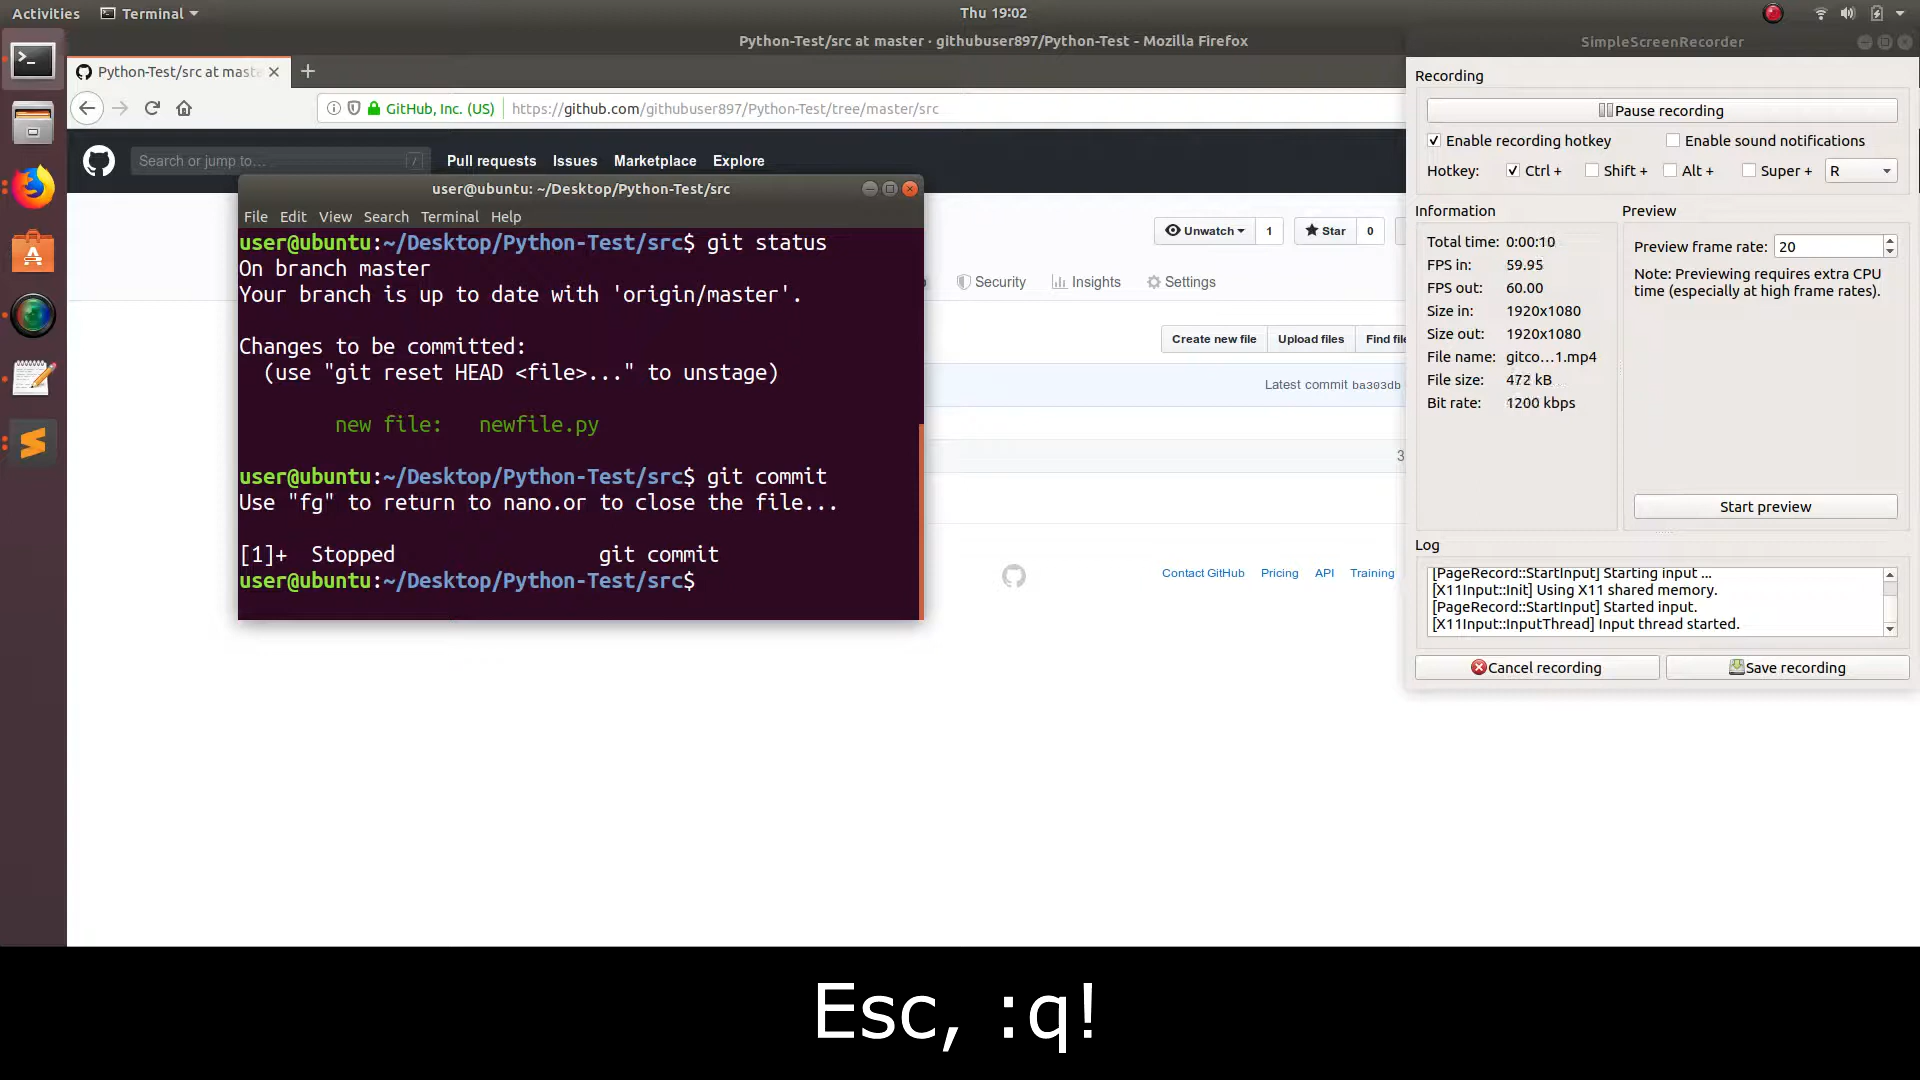 Activities
Terminal
Thu 19:02
Python-Test/src at master · githubuser897/Python-Test - Mozilla Firefox
Python-Test/src at maste
GitHub, Inc. (US)
https://github.com/githubuser897/Python-Test/tree/master/src
Search or jump to…
/
Pull requests
Issues
Marketplace
Explore
user@ubuntu: ~/Desktop/Python-Test/src
File Edit View Search Terminal Help
user@ubuntu:~/Desktop/Python-Test/src$ git status
On branch master
Your branch is up to date with 'origin/master'.
Changes to be committed:
(use "git reset HEAD <file>..." to unstage)
new file: newfile.py
user@ubuntu:~/Desktop/Python-Test/src$ git commit
Use "fg" to return to nano.or to close the file...
[1]+ Stopped git commit
user@ubuntu:~/Desktop/Python-Test/src$
Unwatch
1
Star
0
Security
Insights
Settings
Create new file
Upload files
Find file
Latest commit ba303db
3
Contact GitHub
Pricing
API
Training
SimpleScreenRecorder
Recording
Pause recording
Enable recording hotkey
Enable sound notifications
Hotkey:
Ctrl +
Shift +
Alt +
Super +
R
Information
Total time: 0:00:10
FPS in: 59.95
FPS out: 60.00
Size in: 1920x1080
Size out: 1920x1080
File name: gitco…1.mp4
File size: 472 kB
Bit rate: 1200 kbps
Preview
Preview frame rate: 20
Note: Previewing requires extra CPU
time (especially at high frame rates).
Start preview
Log
[PageRecord::StartInput] Starting input ...
[X11Input::Init] Using X11 shared memory.
[PageRecord::StartInput] Started input.
[X11Input::InputThread] Input thread started.
Cancel recording
Save recording
Esc, :q!